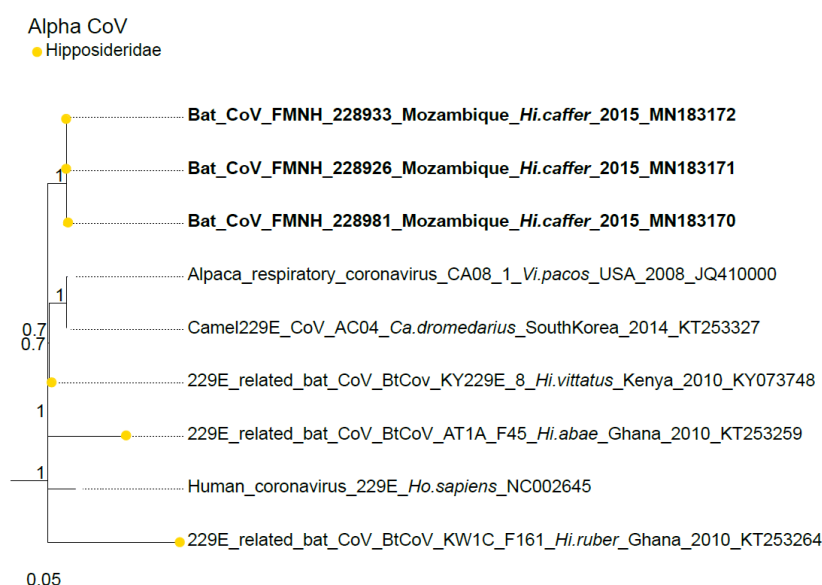 Alpha CoV
Hipposideridae
Bat_CoV_FMNH_228933_Mozambique_Hi.caffer_2015_MN183172
1
Bat_CoV_FMNH_228926_Mozambique_Hi.caffer_2015_MN183171
Bat_CoV_FMNH_228981_Mozambique_Hi.caffer_2015_MN183170
Alpaca_respiratory_coronavirus_CA08_1_Vi.pacos_USA_2008_JQ410000
1
Camel229E_CoV_AC04_Ca.dromedarius_SouthKorea_2014_KT253327
0.7
0.7
229E_related_bat_CoV_BtCov_KY229E_8_Hi.vittatus_Kenya_2010_KY073748
1
229E_related_bat_CoV_BtCoV_AT1A_F45_Hi.abae_Ghana_2010_KT253259
1
Human_coronavirus_229E_Ho.sapiens_NC002645
229E_related_bat_CoV_BtCoV_KW1C_F161_Hi.ruber_Ghana_2010_KT253264
0.05